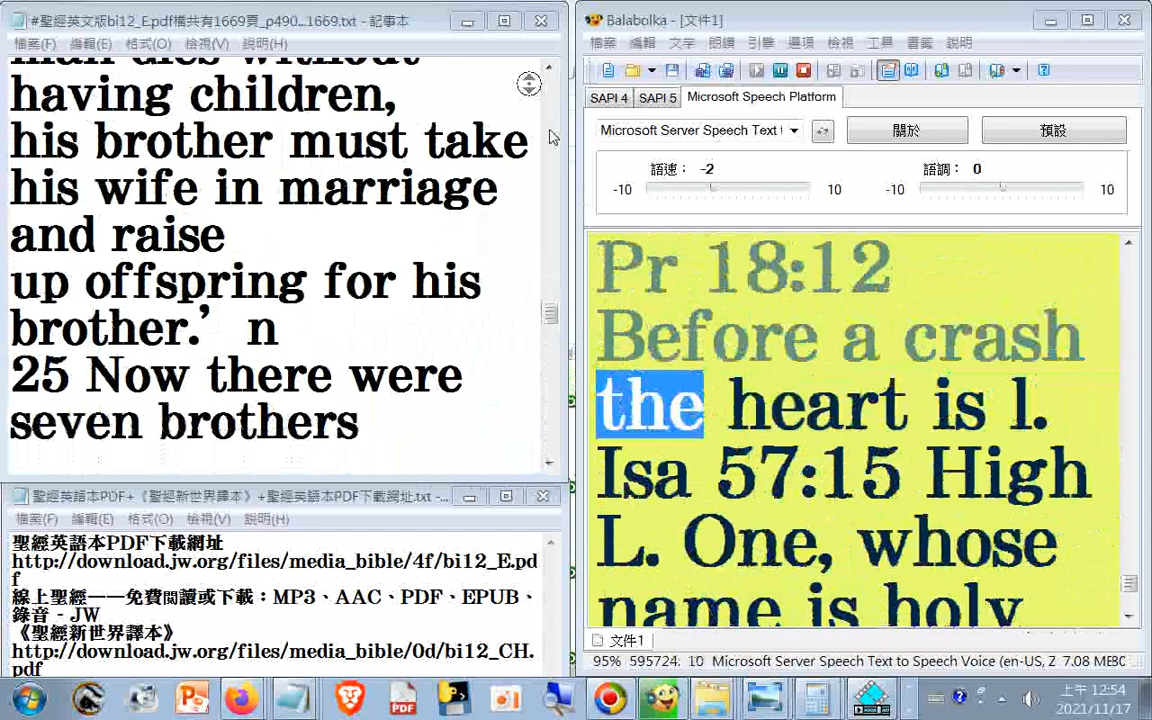 #聖經英文版bi12_E.pdf檔共有1669頁_p490...1669.txt - 記事本
檔案(F) 編輯(E) 格式(O) 檢視(V) 說明(H)
man dies without
having children,
his brother must take
his wife in marriage
and raise
up offspring for his
brother.’ n
25 Now there were
seven brothers
聖經英語本PDF+《聖經新世界譯本》+聖經英語本PDF下載網址.txt - ...
檔案(F) 編輯(E) 格式(O) 檢視(V) 說明(H)
聖經英語本PDF下載網址
http://download.jw.org/files/media_bible/4f/bi12_E.pd
f
線上聖經——免費閱讀或下載：MP3、AAC、PDF、EPUB、
錄音 - JW
《聖經新世界譯本》
http://download.jw.org/files/media_bible/0d/bi12_CH.
pdf
Balabolka - [文件1]
檔案 編輯 文字 朗讀 引擎 選項 檢視 工具 書籤 說明
SAPI 4 SAPI 5 Microsoft Speech Platform
Microsoft Server Speech Text 關於 預設
語速： -2 語調： 0
-10 10 -10 10
Pr 18:12
Before a crash
the heart is l.
Isa 57:15 High
L. One, whose
name is holy
文件1
95% 595724: 10 Microsoft Server Speech Text to Speech Voice (en-US, Z 7.08 МЕВС
上午 12:54
2021/11/17